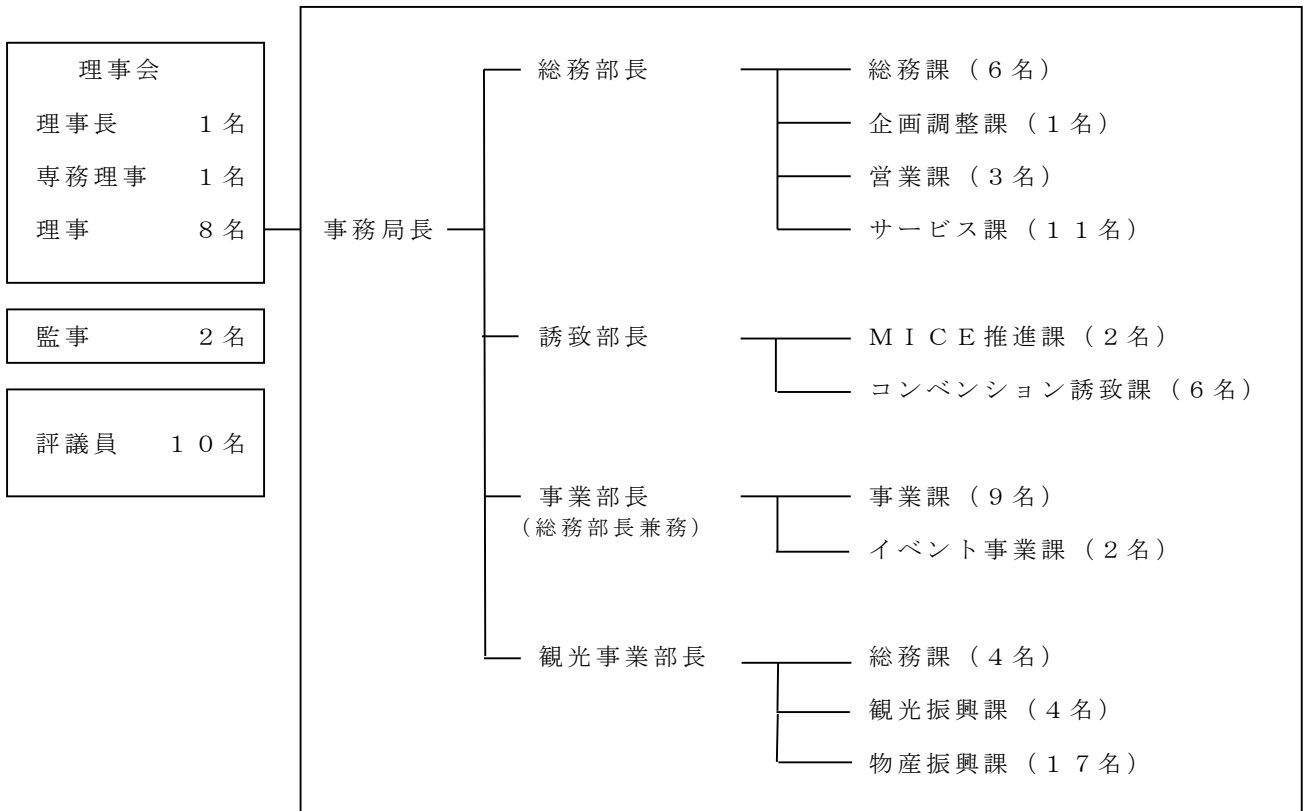 理事会
理事長 １名
専務理事 １名
理事 ８名
監事 ２名
評議員 １０名
事務局長
総務部長
総務課（６名）
企画調整課（１名）
営業課（３名）
サービス課（１１名）
誘致部長
ＭＩＣＥ推進課（２名）
コンベンション誘致課（６名）
事業部長
（総務部長兼務）
事業課（９名）
イベント事業課（２名）
観光事業部長
総務課（４名）
観光振興課（４名）
物産振興課（１７名）